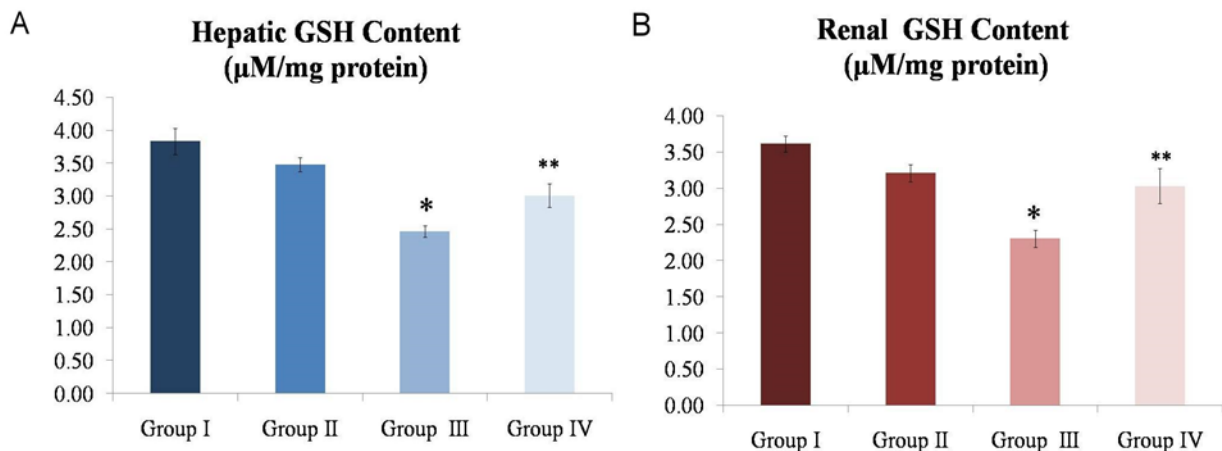 A
Hepatic GSH Content
(µM/mg protein)
4.50
4.00
3.50
3.00
2.50
2.00
1.50
1.00
0.50
0.00
*
**
Group I
Group II
Group III
Group IV
B
Renal GSH Content
(µM/mg protein)
4.00
3.50
3.00
2.50
2.00
1.50
1.00
0.50
0.00
*
**
Group I
Group II
Group III
Group IV